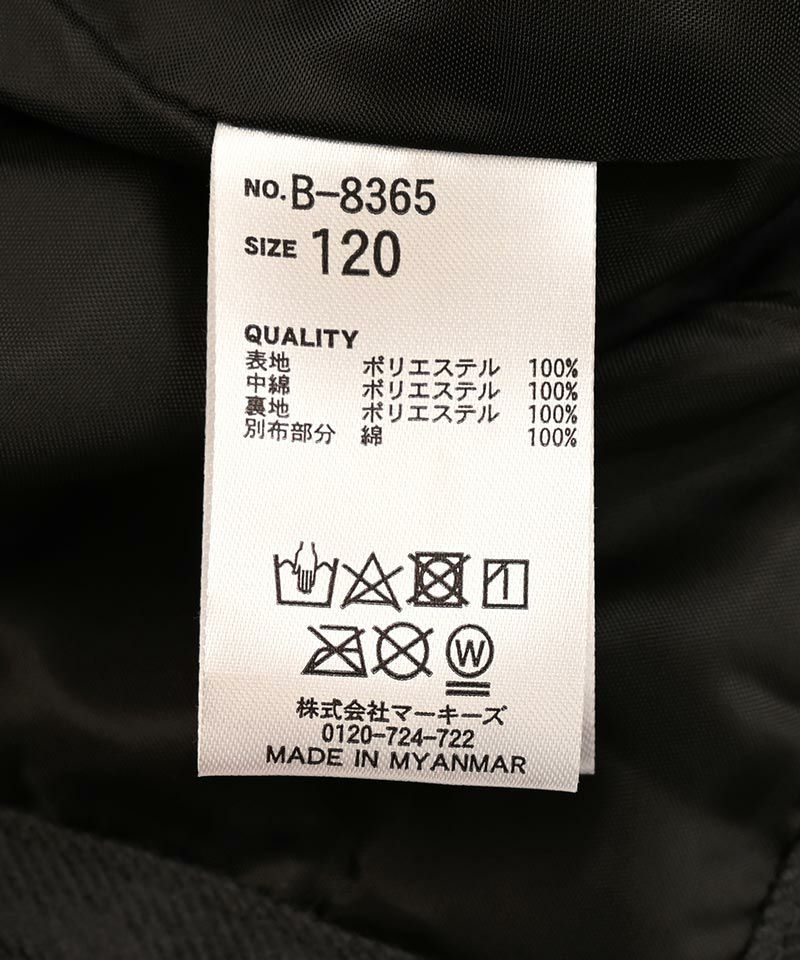 NO. B-8365
SIZE 120
QUALITY
表地 ポリエステル 100%
中綿 ポリエステル 100%
裏地 ポリエステル 100%
別布部分 綿 100%
W
株式会社マーキーズ
0120-724-722
MADE IN MYANMAR